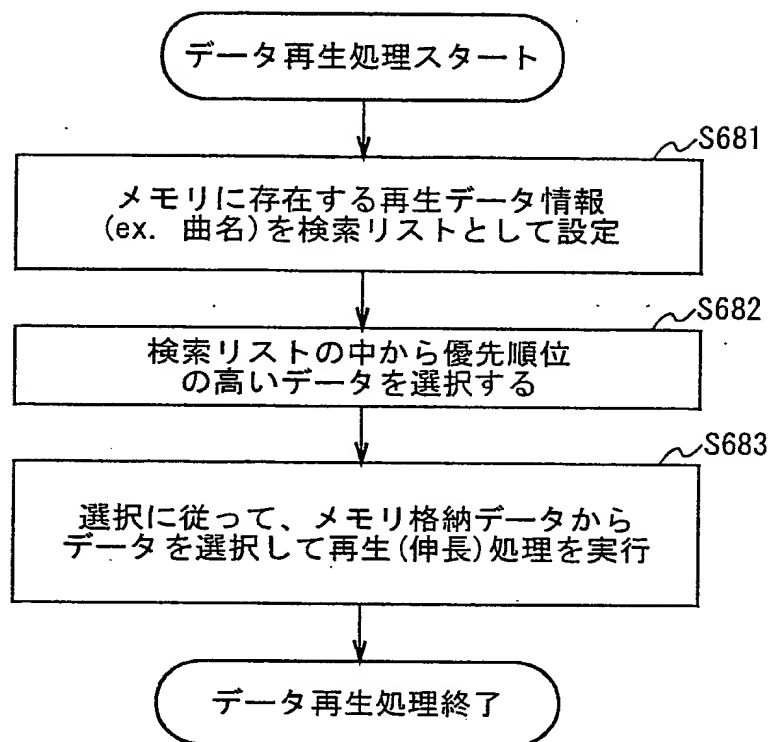 データ再生処理スタート
S681
メモリに存在する再生データ情報
(ex. 曲名)を検索リストとして設定
S682
検索リストの中から優先順位
の高いデータを選択する
S683
選択に従って、メモリ格納データから
データを選択して再生(伸長)処理を実行
データ再生処理終了